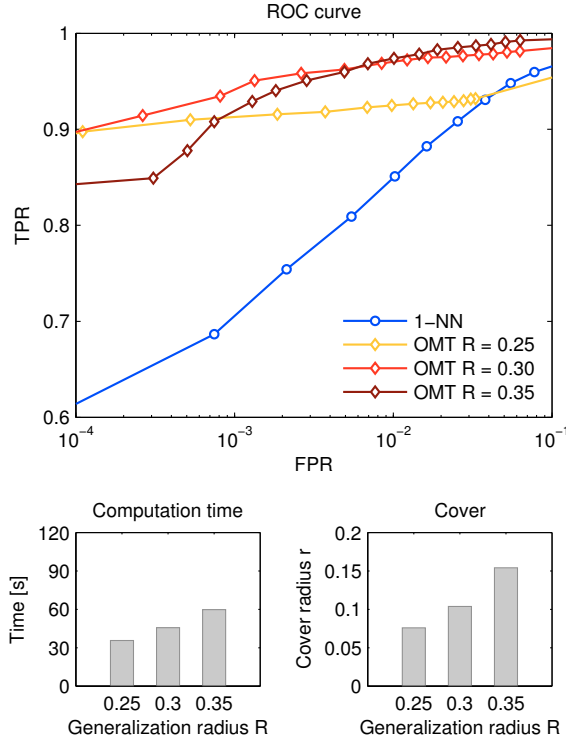 ROC curve
1
0.9
0.8
0.7
0.6
TPR
10⁻⁴
10⁻³
10⁻²
10⁻¹
FPR
1−NN
OMT R = 0.25
OMT R = 0.30
OMT R = 0.35
Computation time
120
90
60
30
0
Time [s]
0.25 0.3 0.35
Generalization radius R
Cover
0.2
0.15
0.1
0.05
0
Cover radius r
0.25 0.3 0.35
Generalization radius R